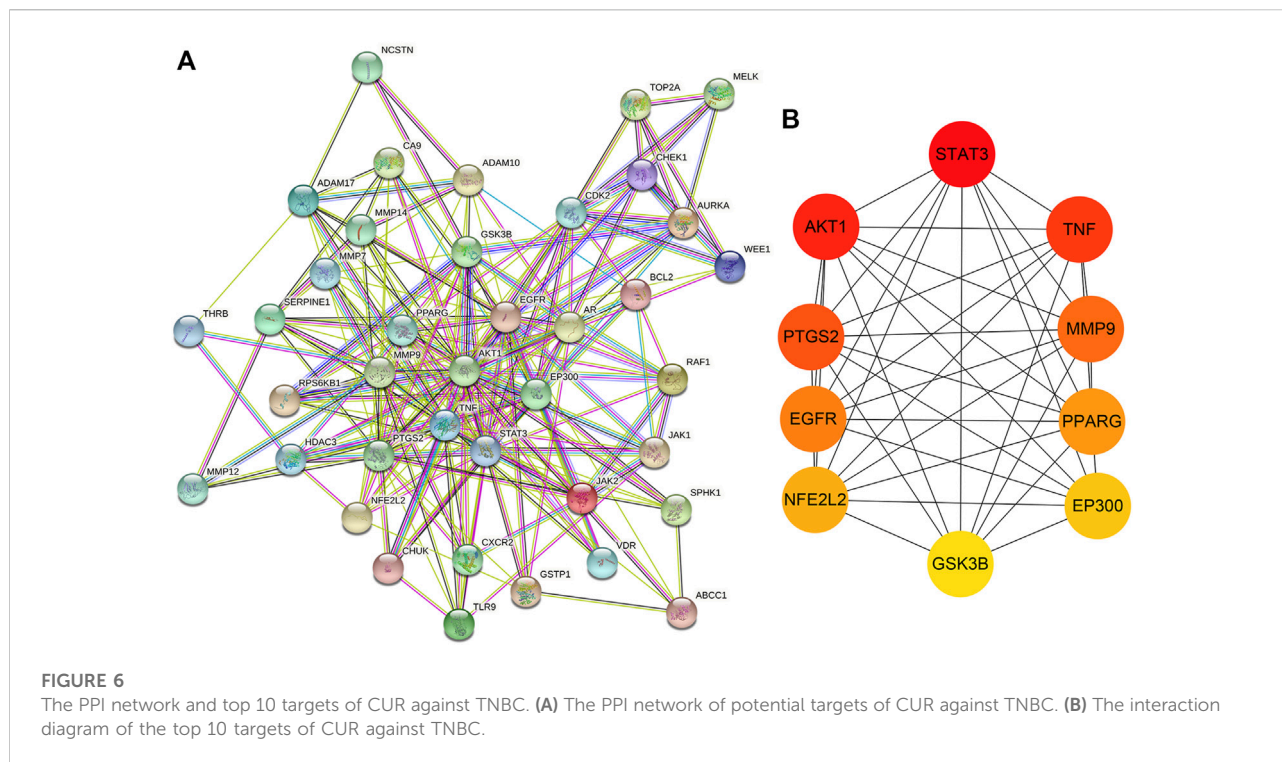 A
NCSTN
TOP2A
MELK
CA9
ADAM10
CHEK1
ADAM17
CDK2
AURKA
MMP14
GSK3B
WEE1
MMP7
BCL2
SERPINE1
EGFR
AR
THRB
PPARG
MMP9
AKT1
RAF1
RPS6KB1
EP300
TNF
STAT3
JAK1
HDAC3
PTGS2
MMP12
JAK2
SPHK1
NFE2L2
CHUK
CXCR2
VDR
GSTP1
ABCC1
TLR9
B
STAT3
AKT1
TNF
PTGS2
MMP9
EGFR
PPARG
NFE2L2
EP300
GSK3B
FIGURE 6
The PPI network and top 10 targets of CUR against TNBC. (A) The PPI network of potential targets of CUR against TNBC. (B) The interaction
diagram of the top 10 targets of CUR against TNBC.